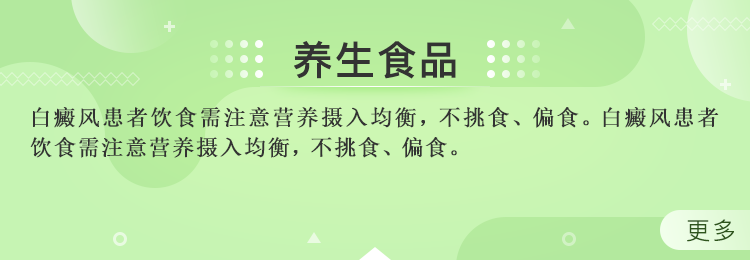 养生食品
白癜风患者饮食需注意营养摄入均衡，不挑食、偏食。白癜风患者
饮食需注意营养摄入均衡，不挑食、偏食。
更多